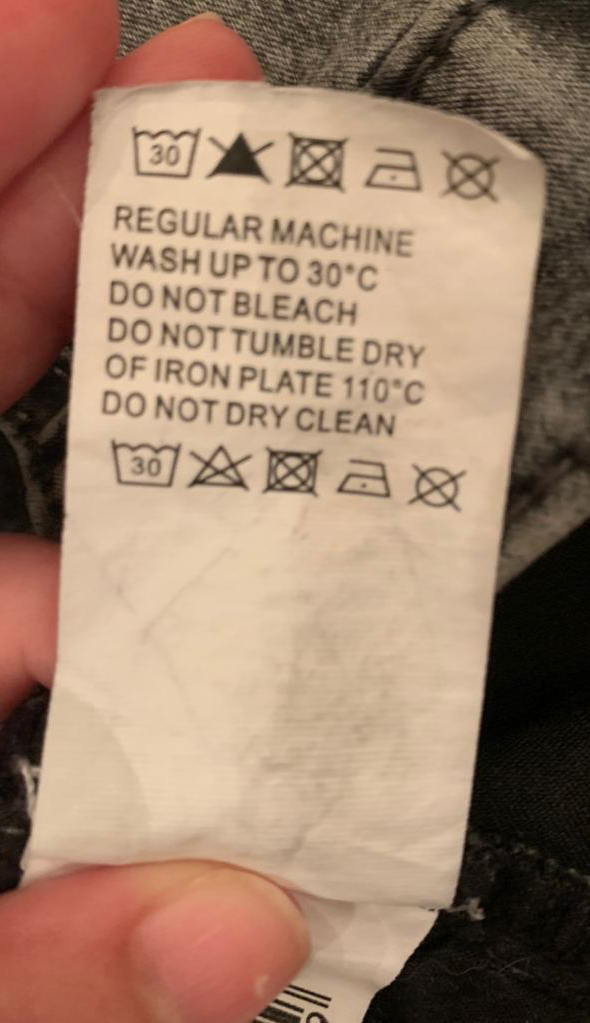 30
REGULAR MACHINE
WASH UP TO 30°C
DO NOT BLEACH
DO NOT TUMBLE DRY
OF IRON PLATE 110°C
DO NOT DRY CLEAN
30